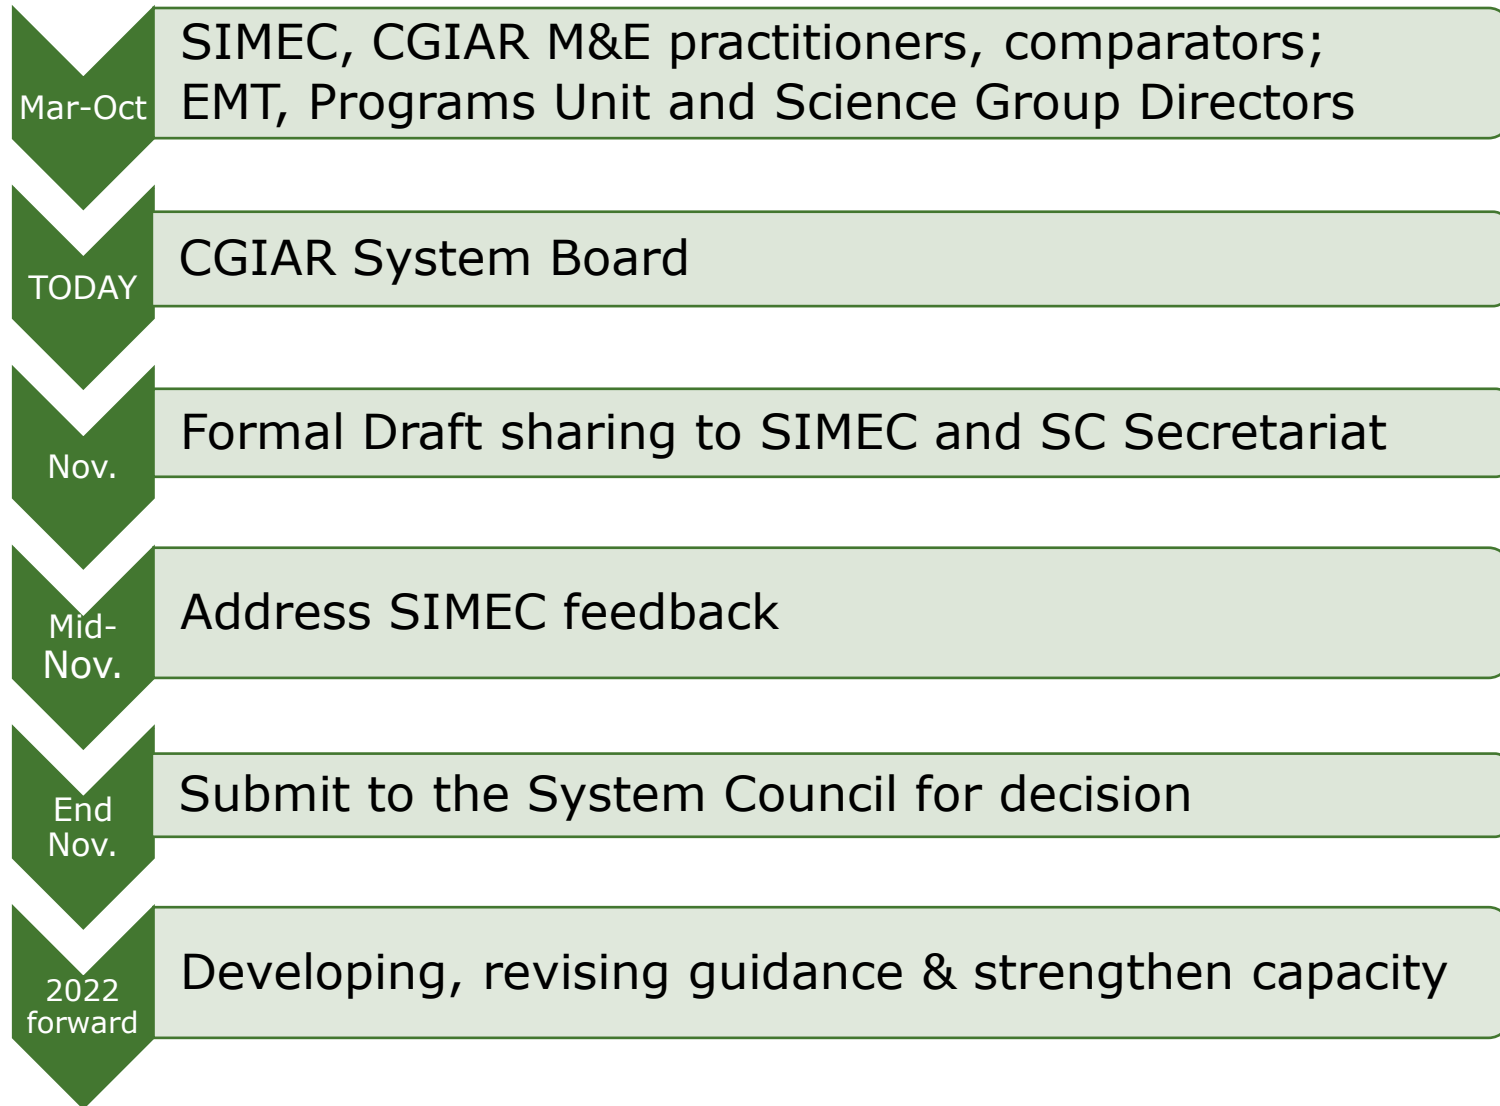 Mar-Oct
SIMEC, CGIAR M&E practitioners, comparators;
EMT, Programs Unit and Science Group Directors
TODAY
CGIAR System Board
Nov.
Formal Draft sharing to SIMEC and SC Secretariat
Mid-
Nov.
Address SIMEC feedback
End
Nov.
Submit to the System Council for decision
2022
forward
Developing, revising guidance & strengthen capacity